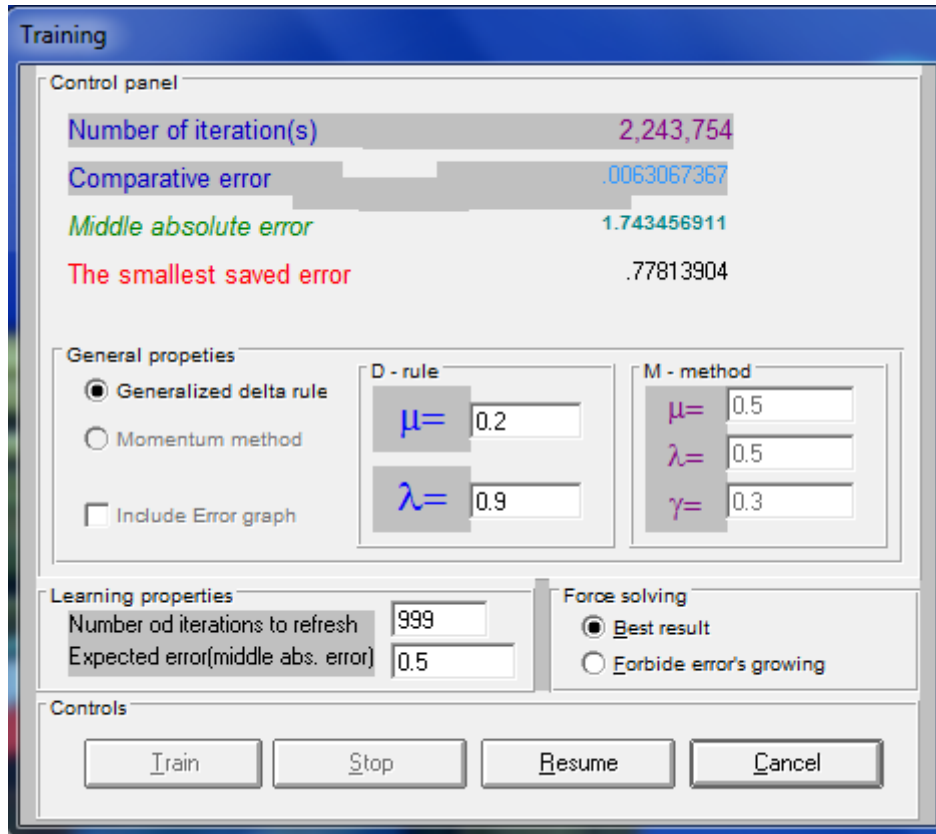 Training
Control panel
Number of iteration(s) 2,243,754
Comparative error .0063067367
Middle absolute error 1.743456911
The smallest saved error .77813904
General propeties
Generalized delta rule
Momentum method
Include Error graph
D - rule
μ= 0.2
λ= 0.9
M - method
μ= 0.5
λ= 0.5
γ= 0.3
Learning properties
Number od iterations to refresh 999
Expected error(middle abs. error) 0.5
Force solving
Best result
Forbide error's growing
Controls
Train Stop Resume Cancel